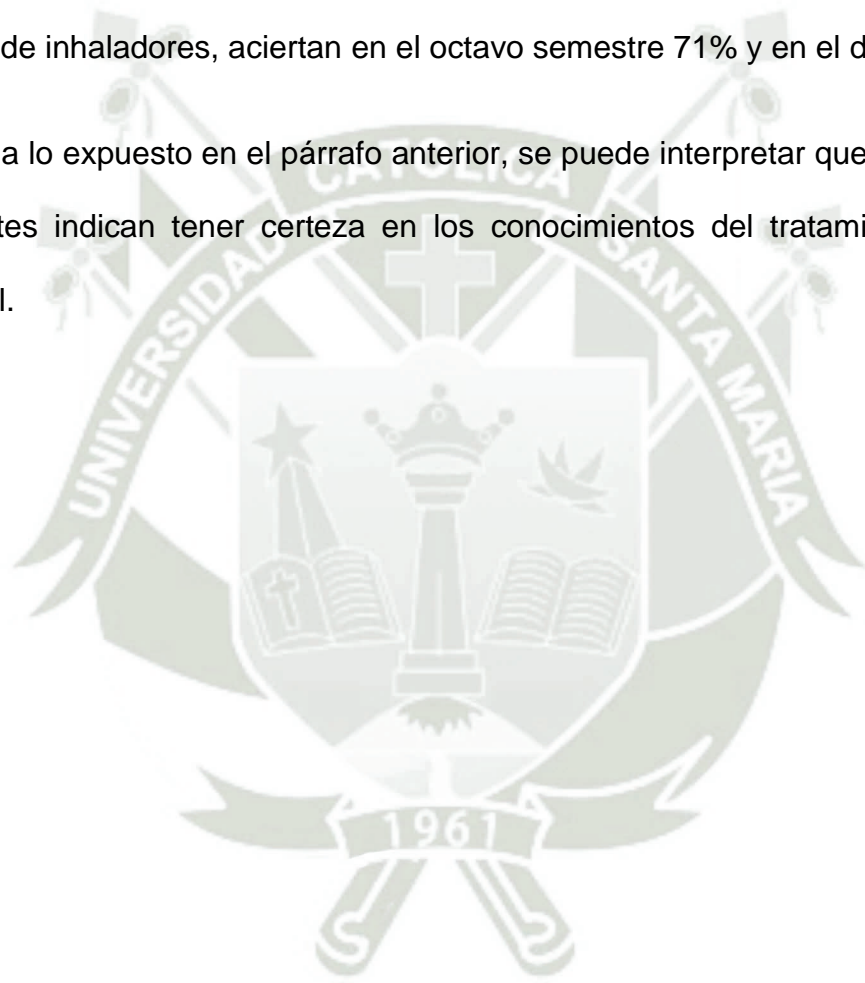 de inhaladores, aciertan en el octavo semestre 71% y en el d
a lo expuesto en el párrafo anterior, se puede interpretar que
tes indican tener certeza en los conocimientos del tratami
l.
UNIVERSIDAD CATOLICA SANTA MARIA
1961